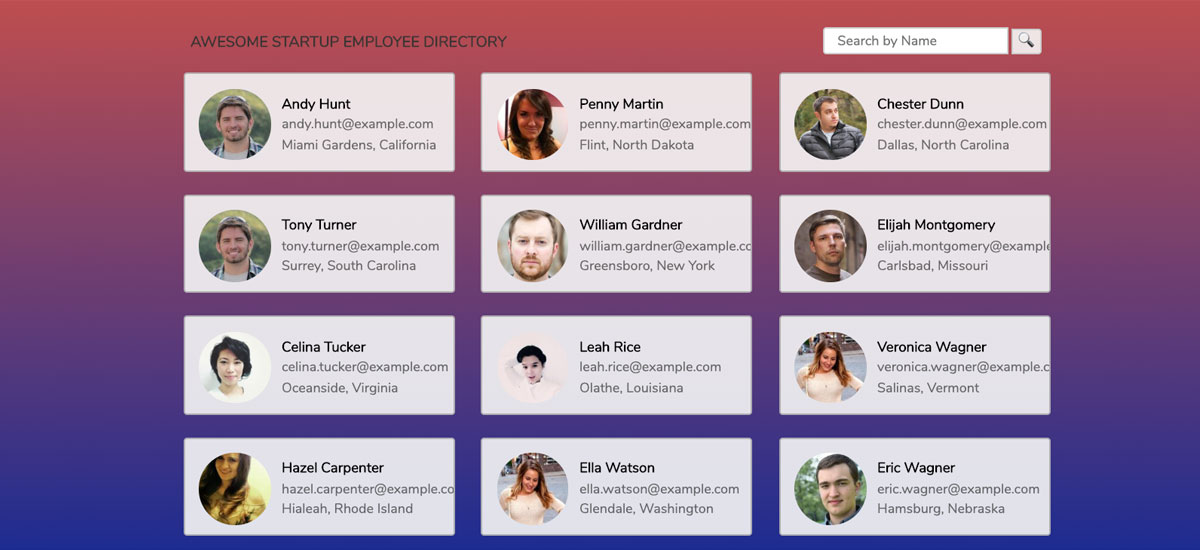 AWESOME STARTUP EMPLOYEE DIRECTORY
Search by Name
Andy Hunt
andy.hunt@example.com
Miami Gardens, California
Penny Martin
penny.martin@example.com
Flint, North Dakota
Chester Dunn
chester.dunn@example.com
Dallas, North Carolina
Tony Turner
tony.turner@example.com
Surrey, South Carolina
William Gardner
william.gardner@example.co
Greensboro, New York
Elijah Montgomery
elijah.montgomery@example
Carlsbad, Missouri
Celina Tucker
celina.tucker@example.com
Oceanside, Virginia
Leah Rice
leah.rice@example.com
Olathe, Louisiana
Veronica Wagner
veronica.wagner@example.c
Salinas, Vermont
Hazel Carpenter
hazel.carpenter@example.co
Hialeah, Rhode Island
Ella Watson
ella.watson@example.com
Glendale, Washington
Eric Wagner
eric.wagner@example.com
Hamsburg, Nebraska